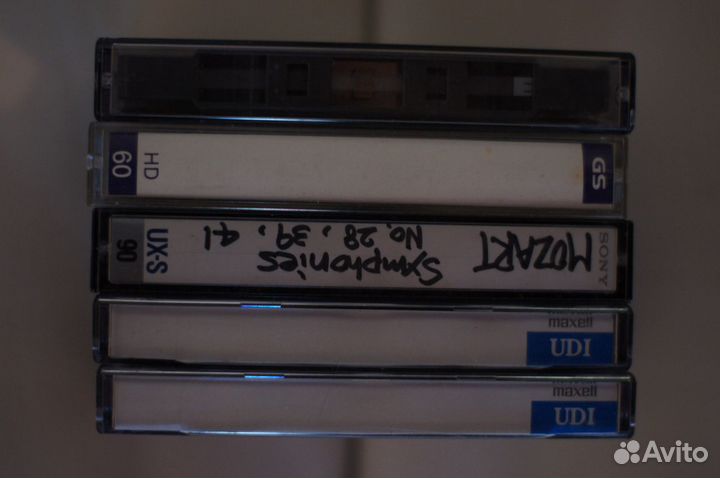 GS
HD
60
SONY
MOZART
Symphonies
No. 28, 39, 41
UX-S
90
maxell
UDI
maxell
UDI
Avito